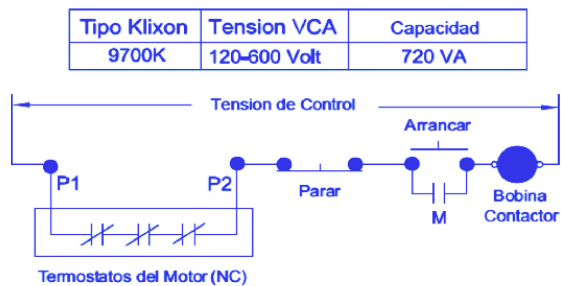 Tipo Klixon Tension VCA Capacidad
9700K 120-600 Volt 720 VA
Tension de Control
Arrancar
P1 P2 Parar
M
Bobina
Contactor
Termostatos del Motor (NC)